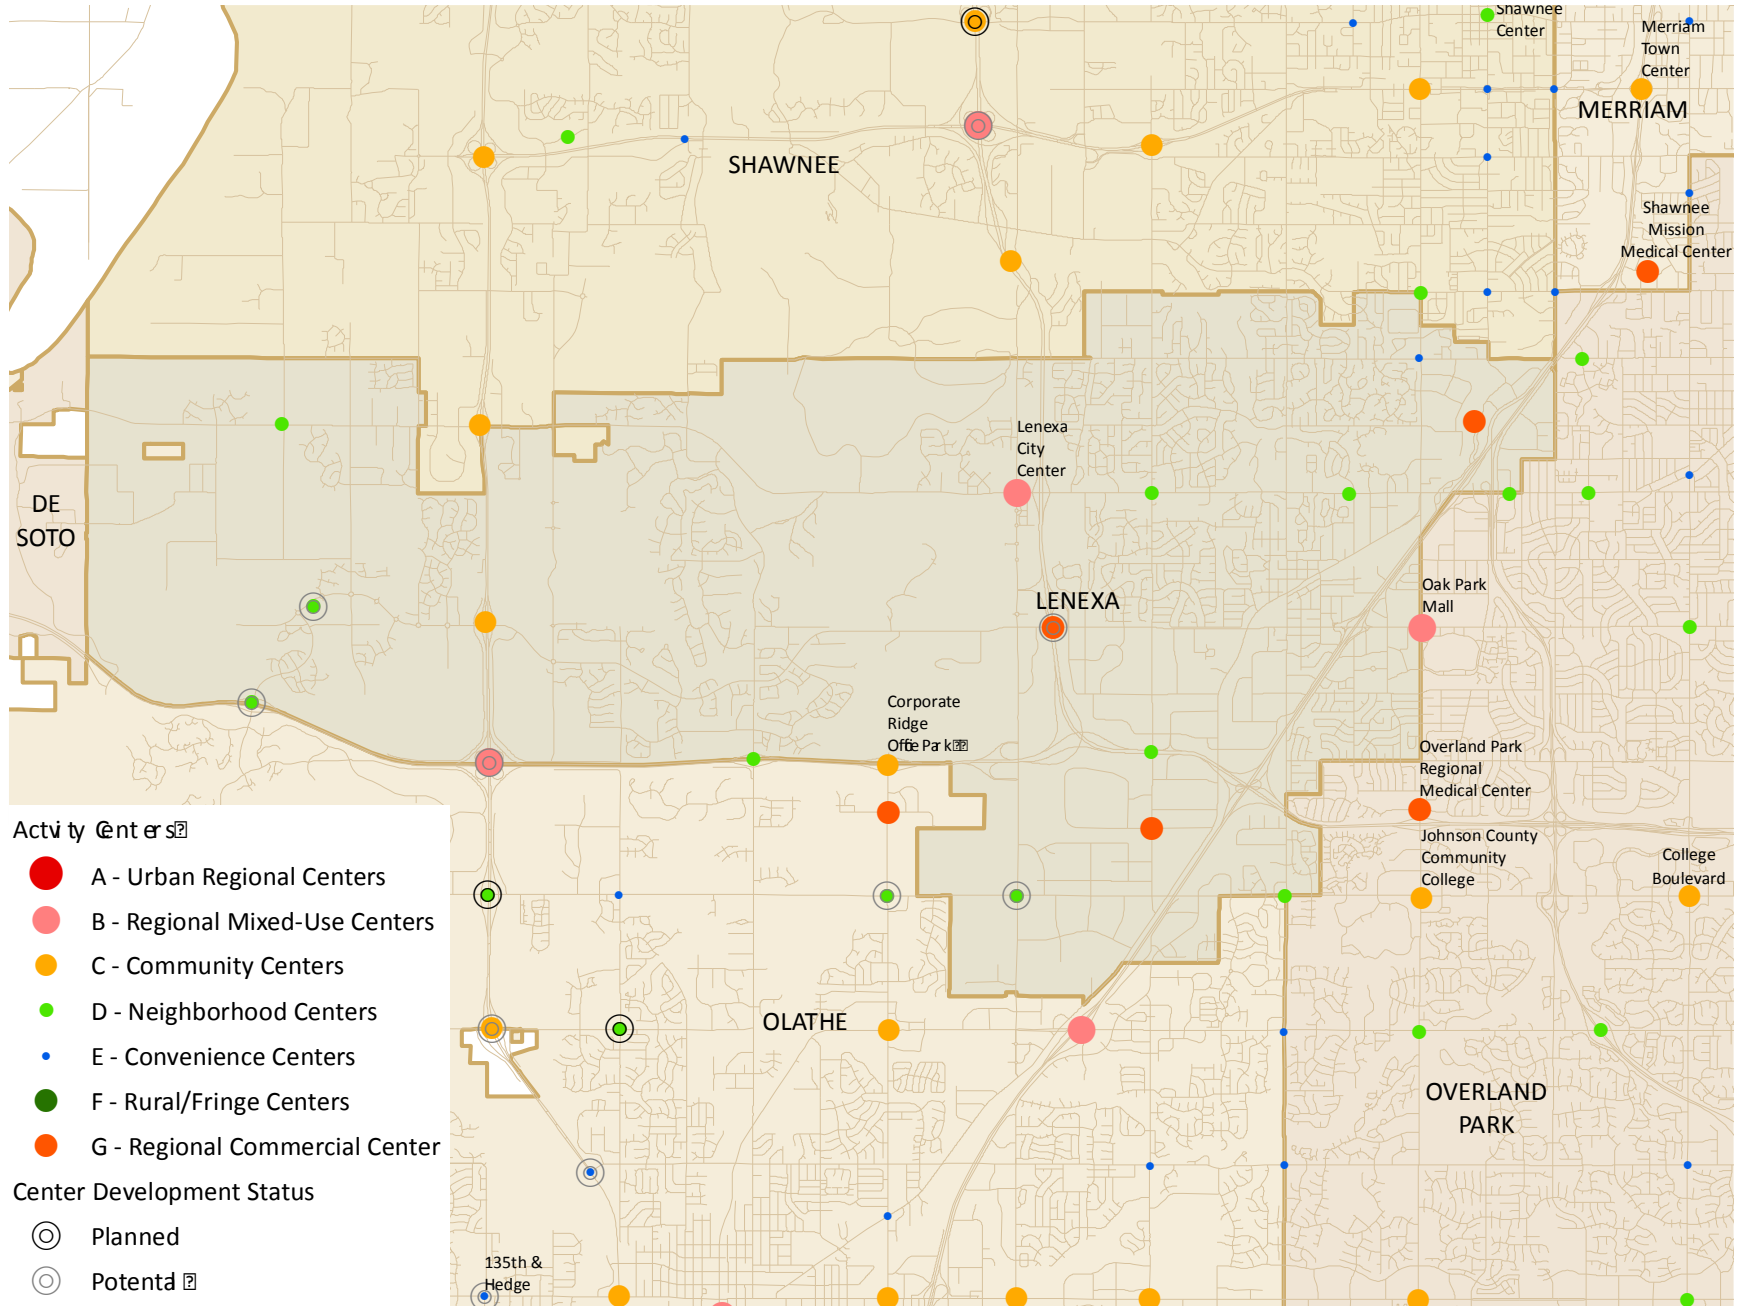 Shawnee
Center
Merriam
Town
Center
MERRIAM
SHAWNEE
Shawnee
Mission
Medical Center
Lenexa
City
Center
DE
SOTO
Oak Park
Mall
LENEXA
Corporate
Ridge
Overland Park
Regional
Medical Center
Johnson County
Community
College
College
Boulevard
OLATHE
OVERLAND
PARK
135th &
Hedge
A - Urban Regional Centers
B - Regional Mixed-Use Centers
C - Community Centers
D - Neighborhood Centers
E - Convenience Centers
F - Rural/Fringe Centers
G - Regional Commercial Center
Center Development Status
Planned